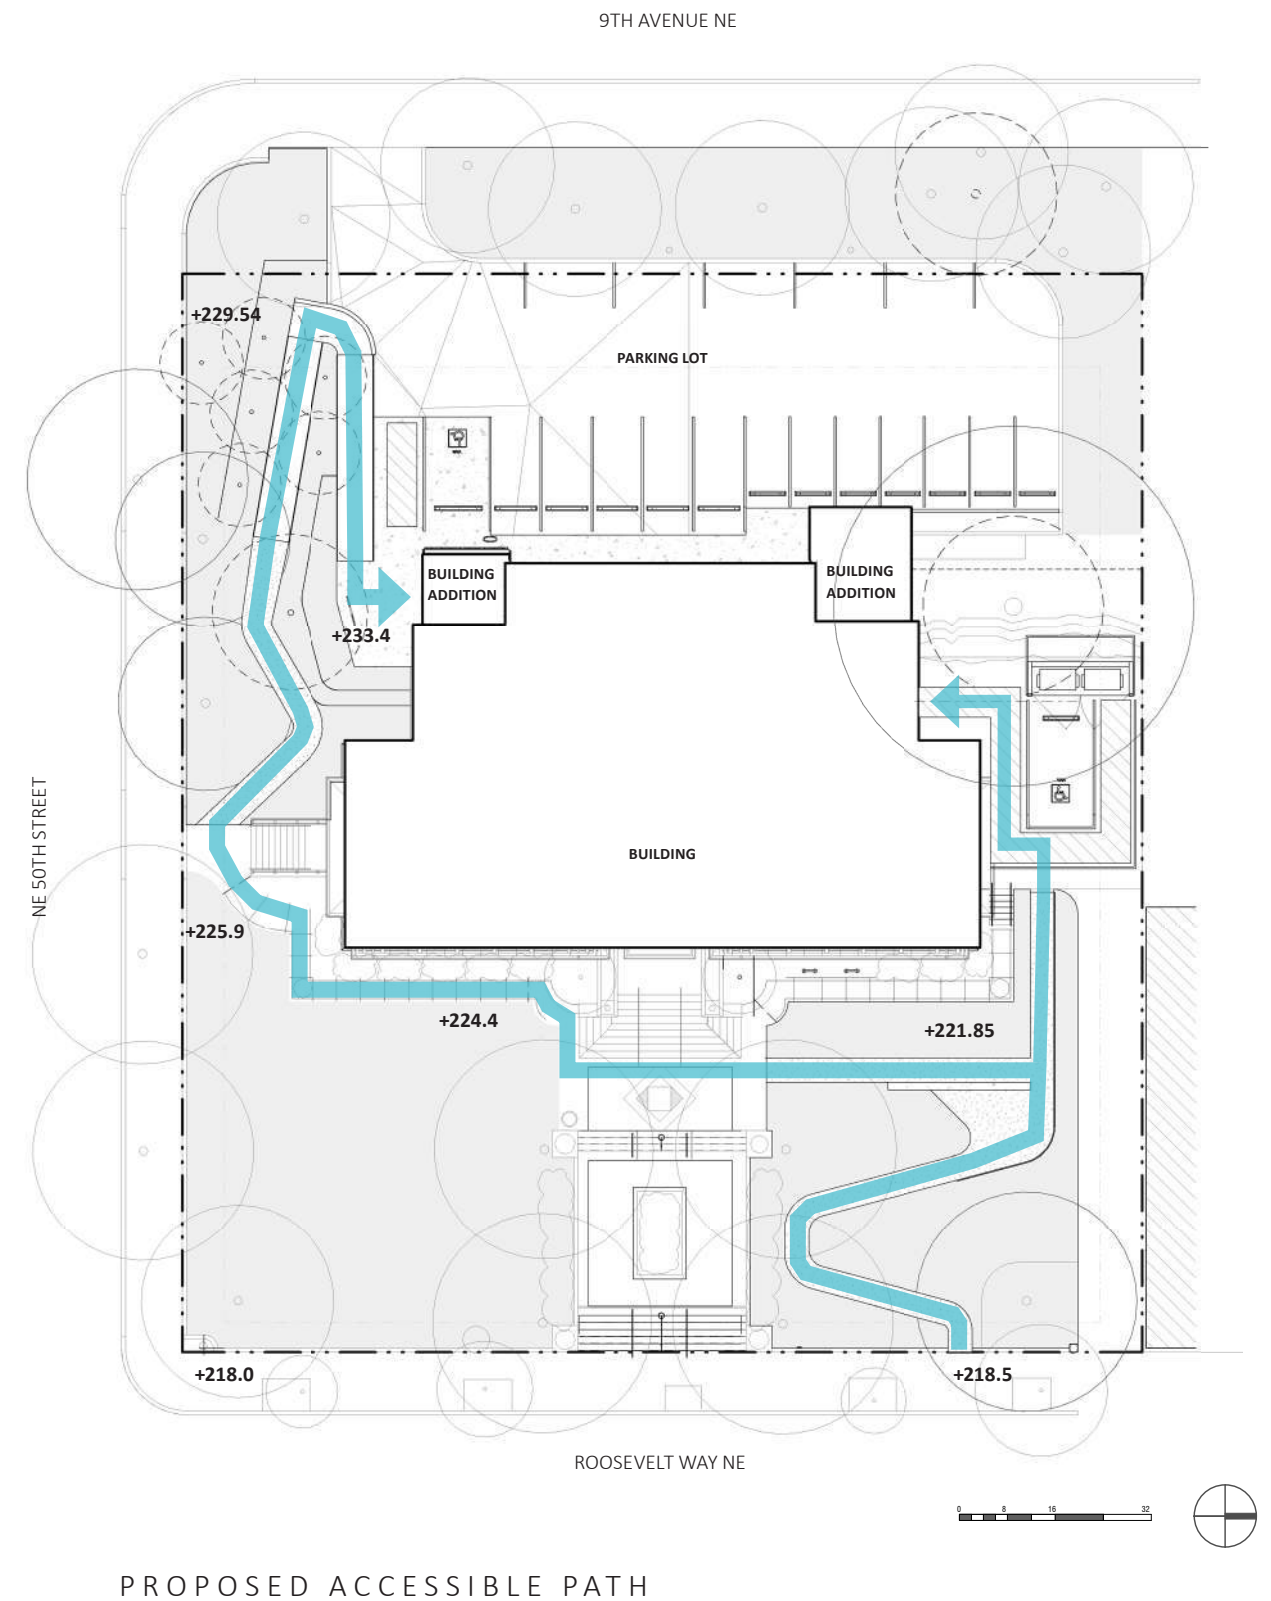 9TH AVENUE NE
+229.54
PARKING LOT
BUILDING
ADDITION
BUILDING
ADDITION
+233.4
NE 50TH STREET
BUILDING
+225.9
+224.4
+221.85
+218.0
+218.5
ROOSEVELT WAY NE
0 8 16 32
PROPOSED ACCESSIBLE PATH